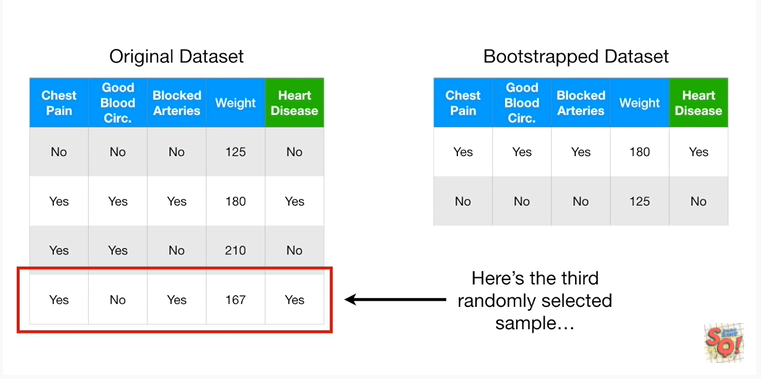 Original Dataset
Chest Pain | Good Blood Circ. | Blocked Arteries | Weight | Heart Disease
No | No | No | 125 | No
Yes | Yes | Yes | 180 | Yes
Yes | Yes | No | 210 | No
Yes | No | Yes | 167 | Yes
Bootstrapped Dataset
Chest Pain | Good Blood Circ. | Blocked Arteries | Weight | Heart Disease
Yes | Yes | Yes | 180 | Yes
No | No | No | 125 | No
Here's the third
randomly selected
sample…
SQ!